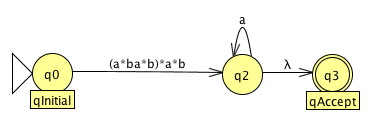 a
(a*ba*b)*a*b
λ
q0
q2
q3
qInitial
qAccept